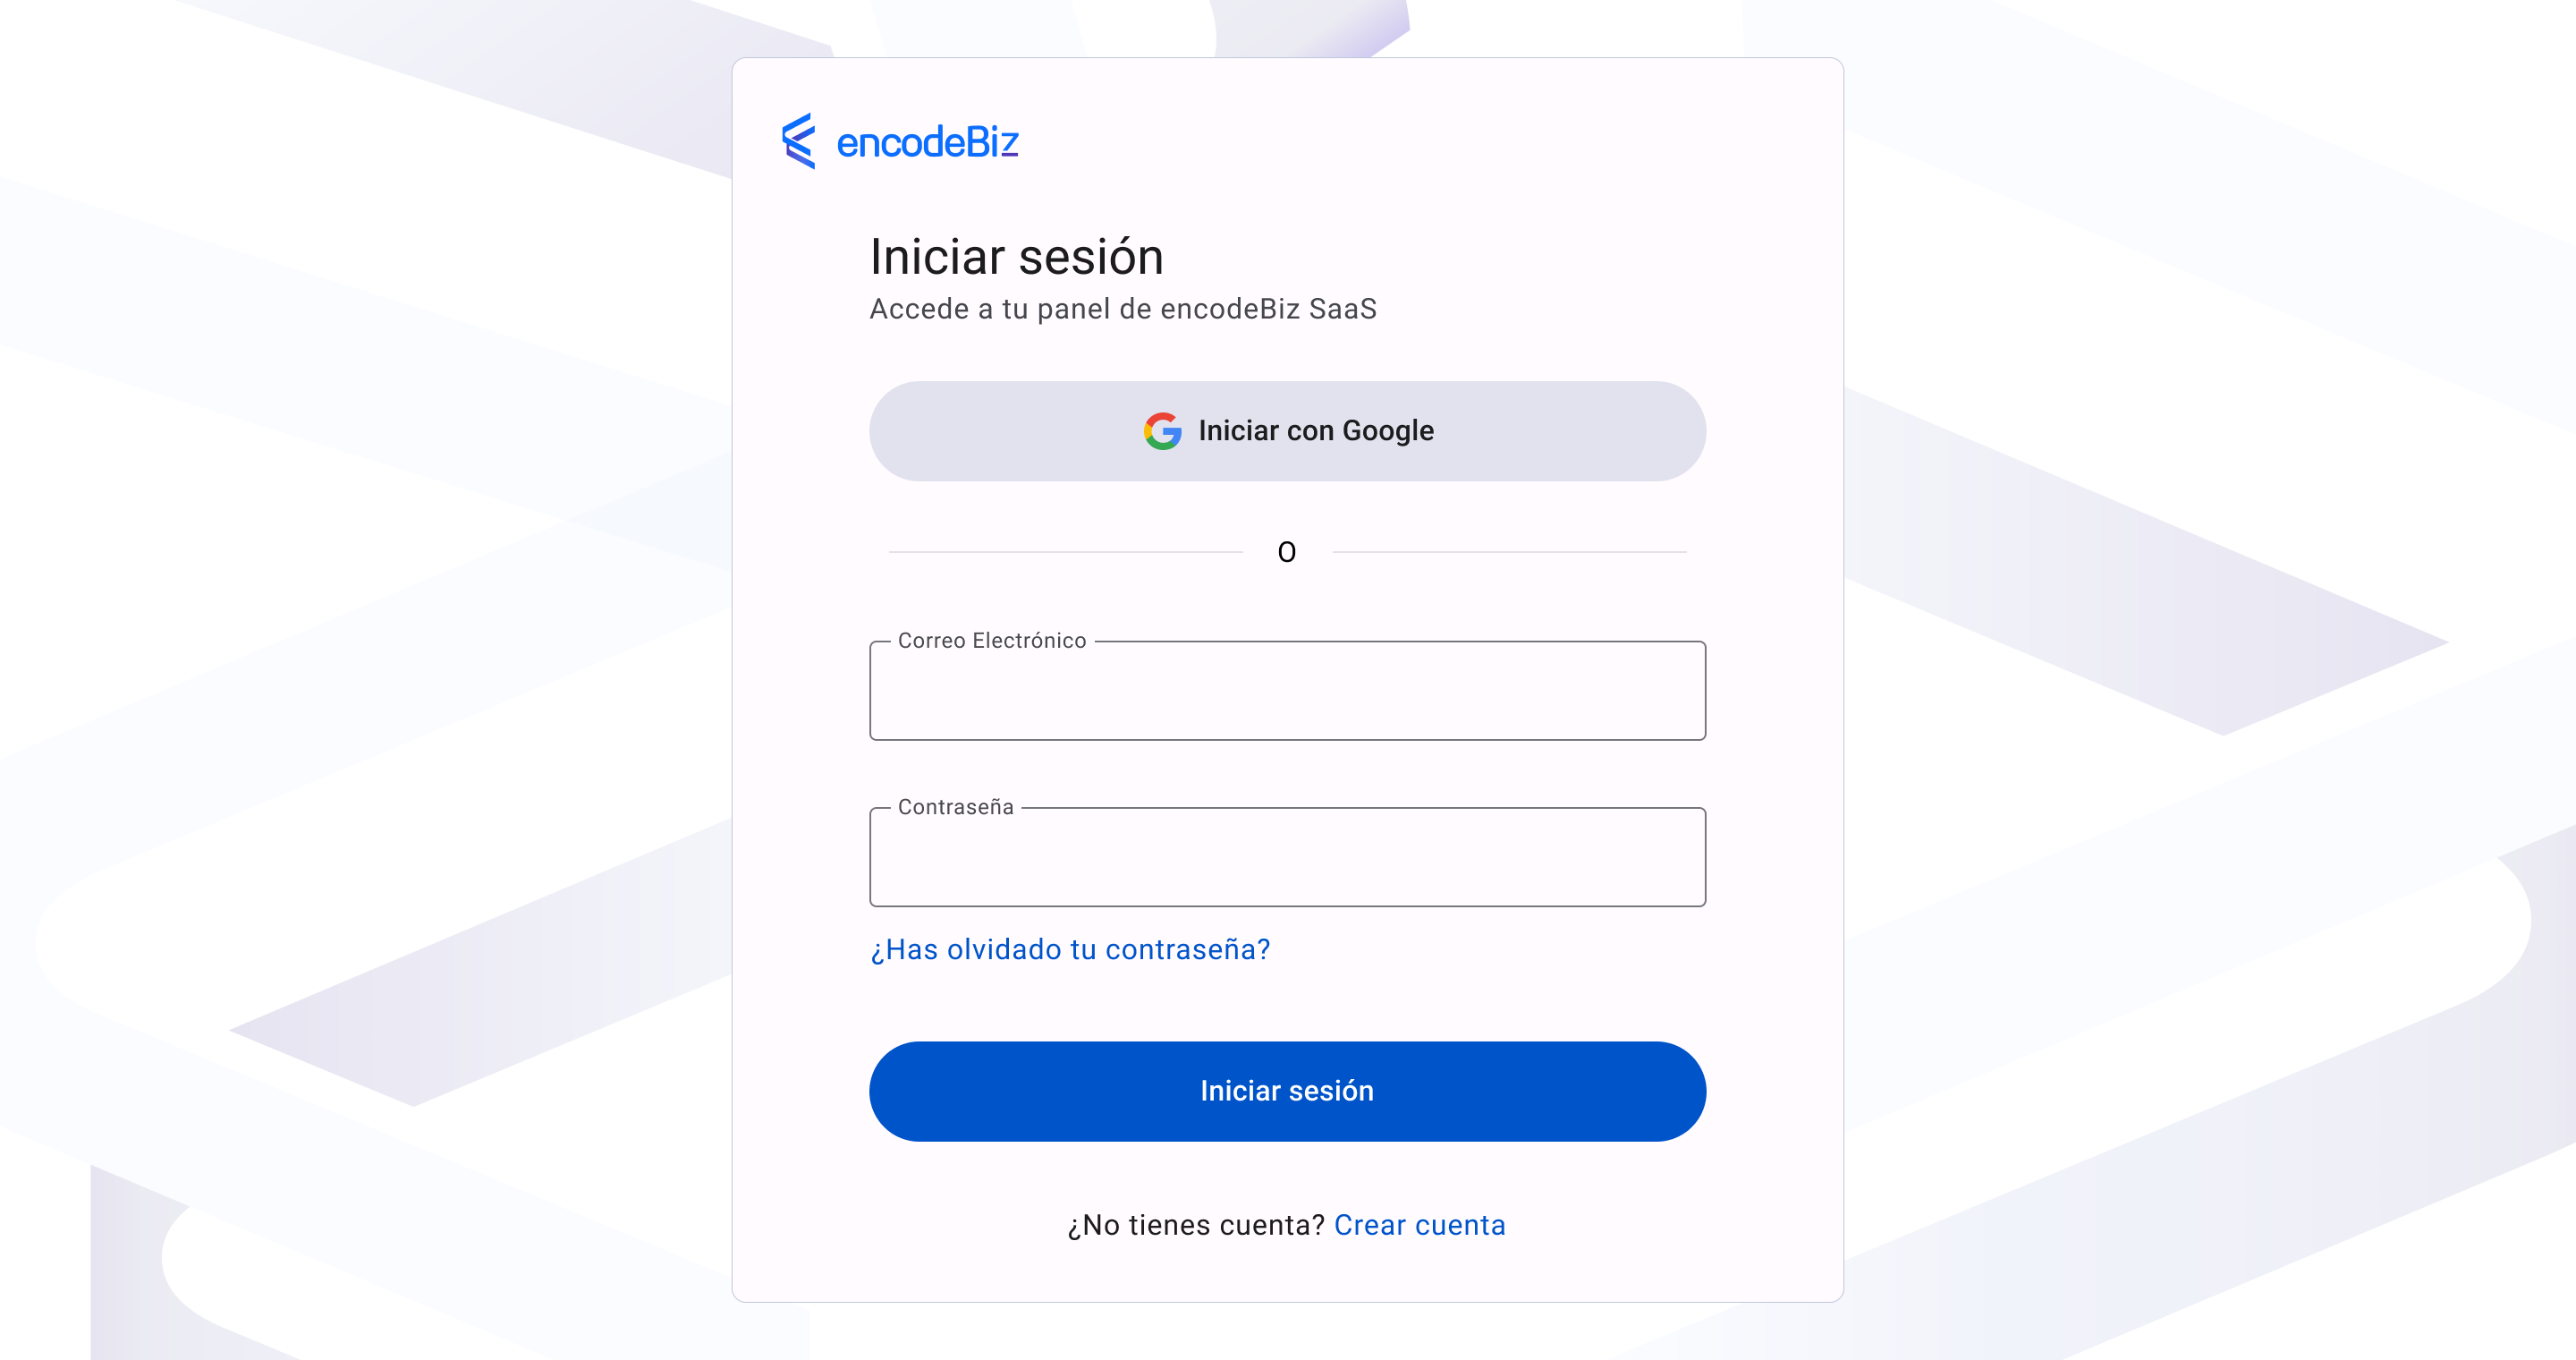 encodeBiz
Iniciar sesión
Accede a tu panel de encodeBiz SaaS
Iniciar con Google
O
Correo Electrónico
Contraseña
¿Has olvidado tu contraseña?
Iniciar sesión
¿No tienes cuenta? Crear cuenta